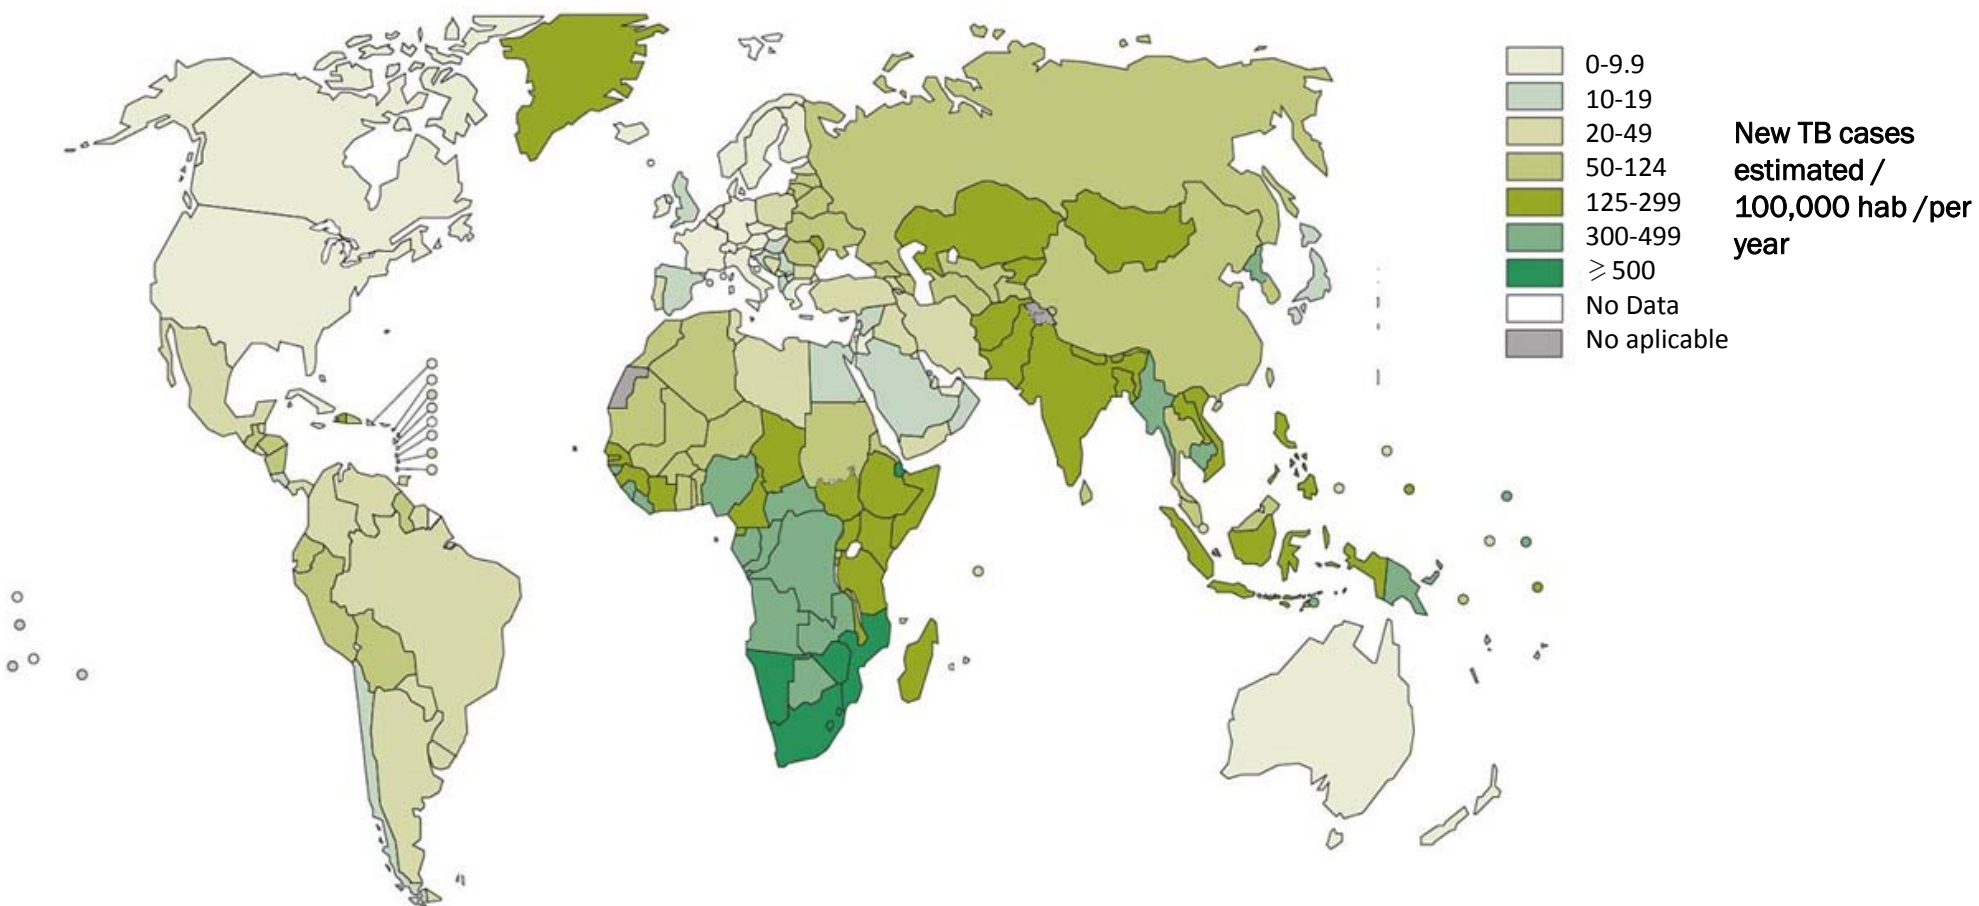 0-9.9
10-19
20-49
50-124
125-299
300-499
⩾500
No Data
No aplicable
New TB cases
estimated /
100,000 hab /per
year